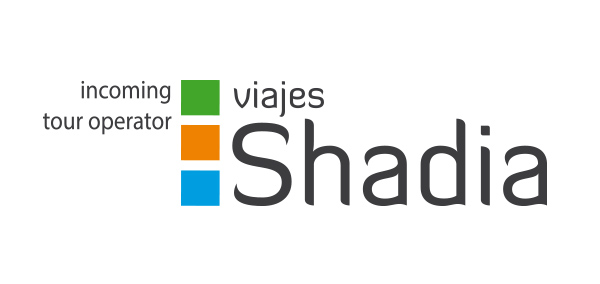 incoming
tour operator
viajes
Shadia